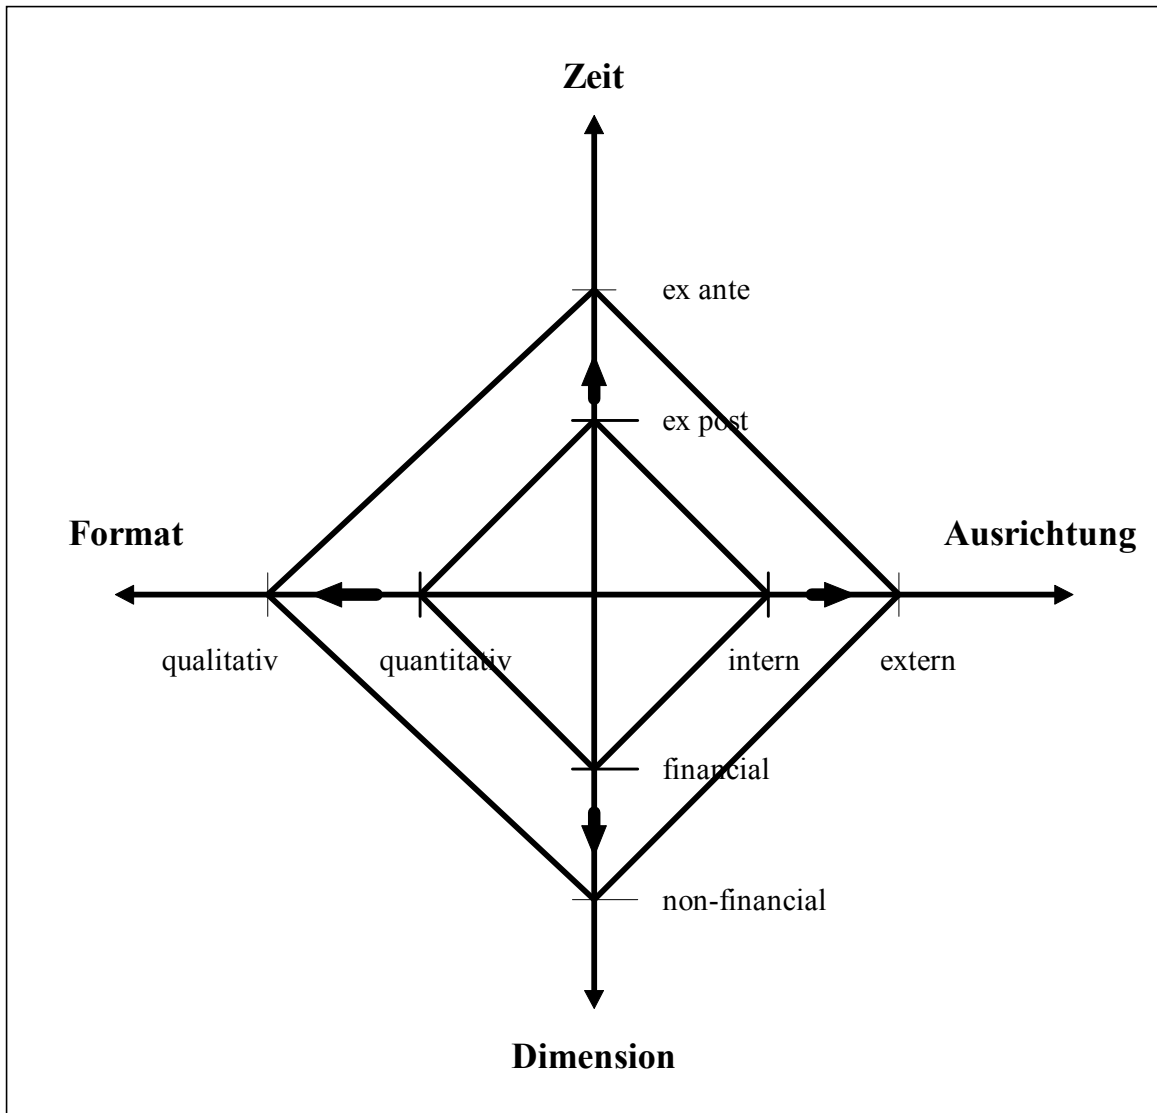 Zeit
ex ante
ex post
Format
Ausrichtung
qualitativ
quantitativ
intern
extern
financial
non-financial
Dimension